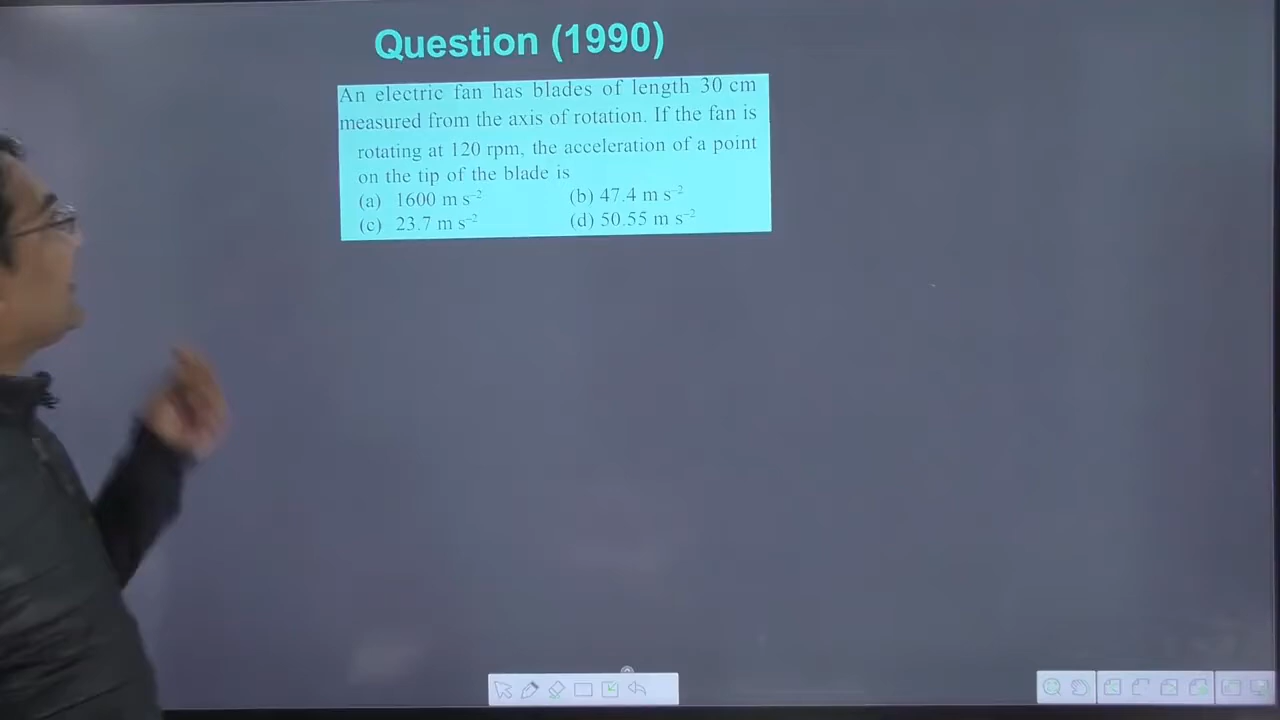 Question (1990)
An electric fan has blades of length 30 cm
measured from the axis of rotation. If the fan is
rotating at 120 rpm, the acceleration of a point
on the tip of the blade is
(a) 1600 m s⁻² (b) 47.4 m s⁻²
(c) 23.7 m s⁻² (d) 50.55 m s⁻²